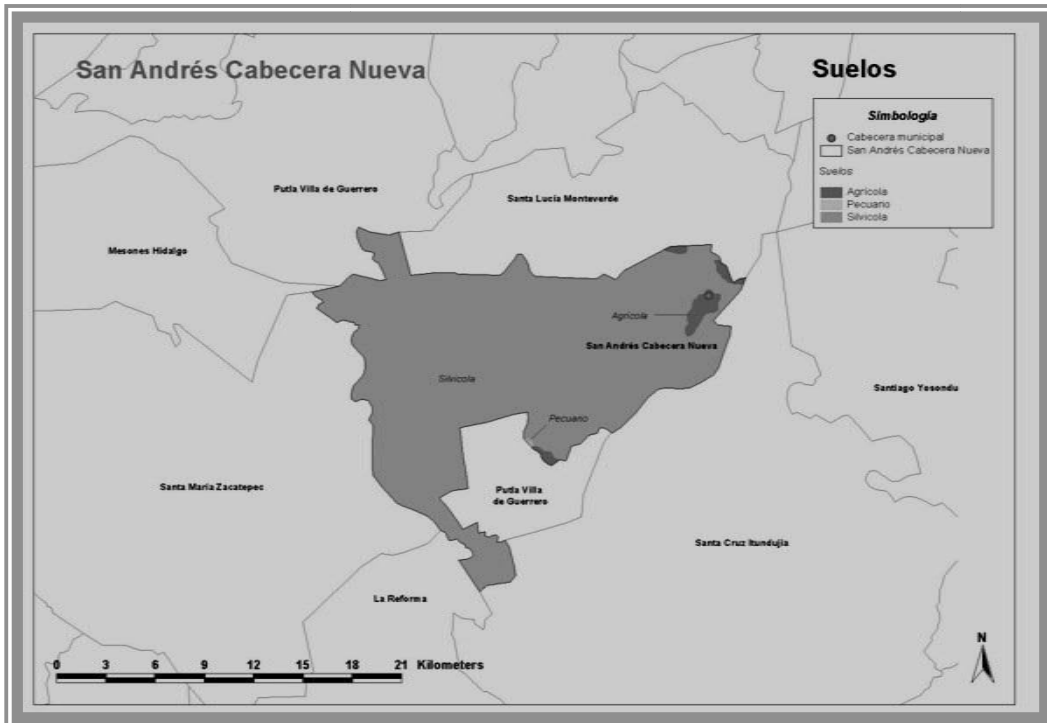 San Andrés Cabecera Nueva
Suelos
Simbología
Cabecera municipal
San Andrés Cabecera Nueva
Suelos
Agrícola
Pecuario
Silvícola
Putla Villa de Guerrero
Santa Lucía Monteverde
Mesones Hidalgo
Agrícola
San Andrés Cabecera Nueva
Silvícola
Santiago Yosondu
Pecuario
Santa María Zacatepec
Putla Villa
de Guerrero
Santa Cruz Itundujia
La Reforma
N
0 3 6 9 12 15 18 21 Kilometers